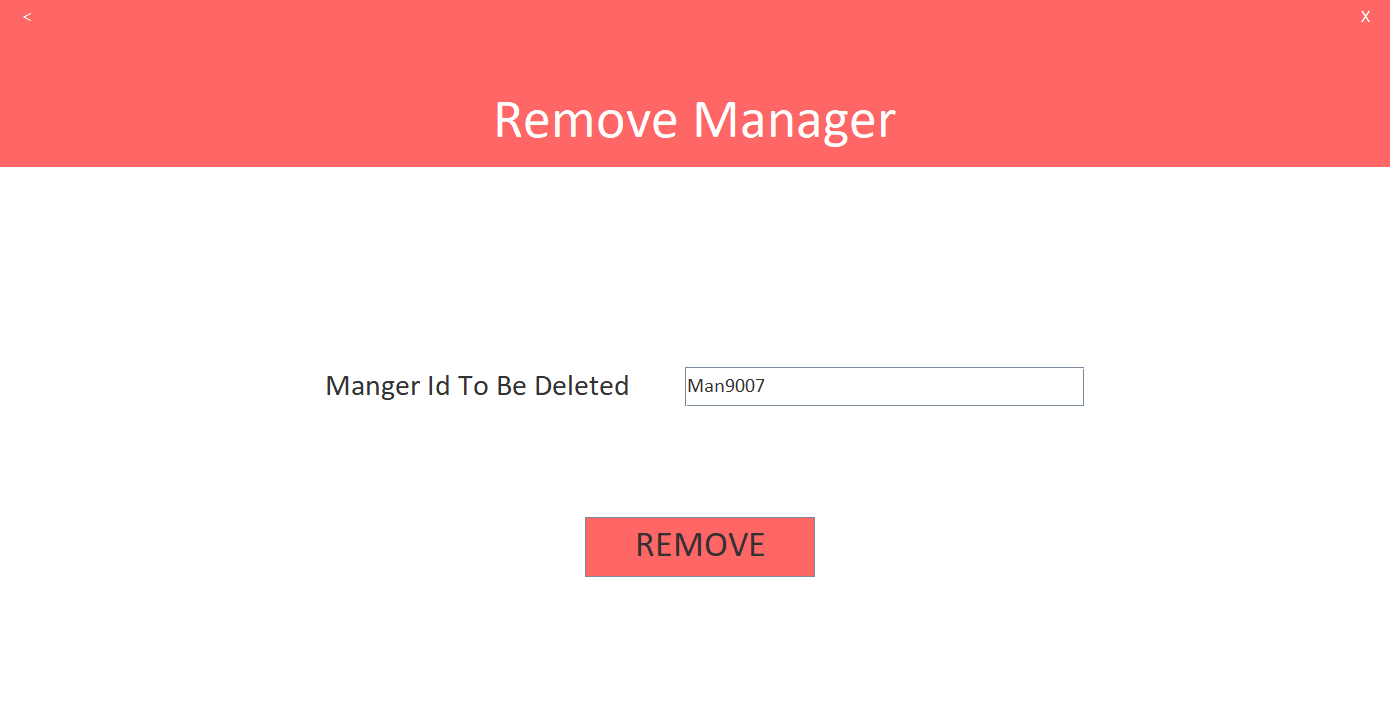 <
X
Remove Manager
Manger Id To Be Deleted
Man9007
REMOVE